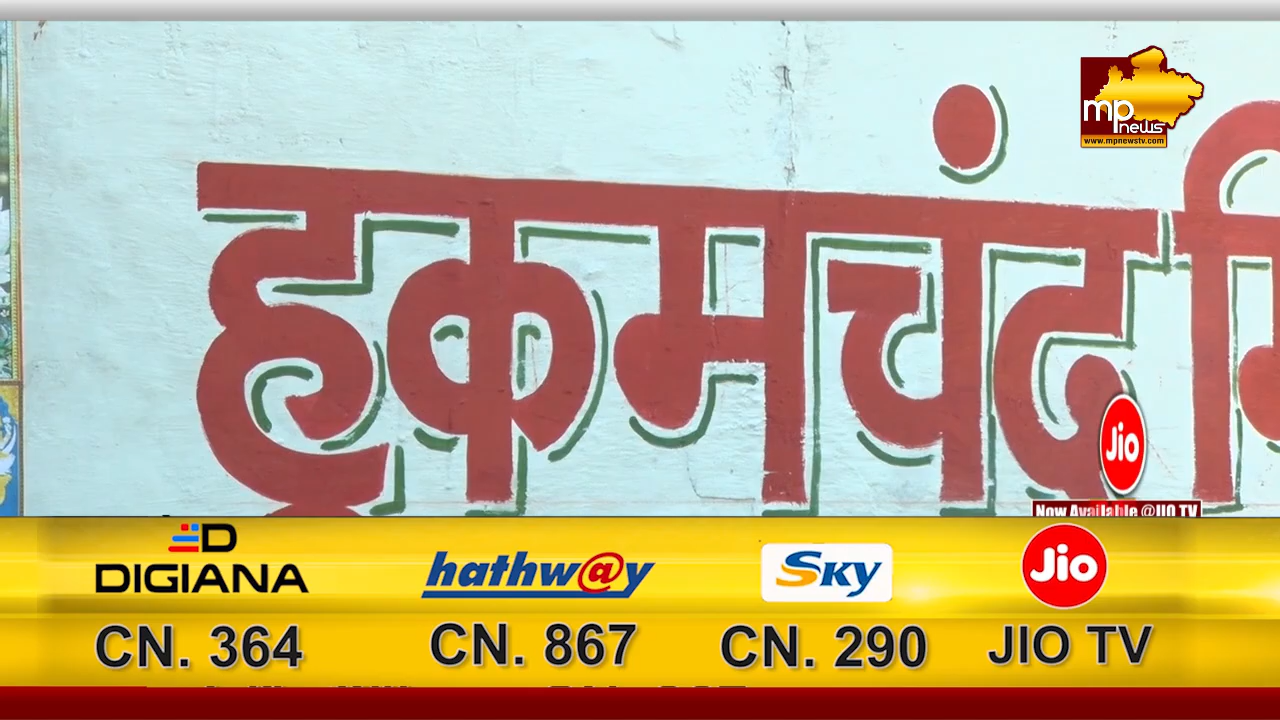 mp
news
www.mpnewstv.com
हुकमचंद
Jio
Now Available @JIO TV
DIGIANA hathw@y SKY Jio
CN. 364 CN. 867 CN. 290 JIO TV